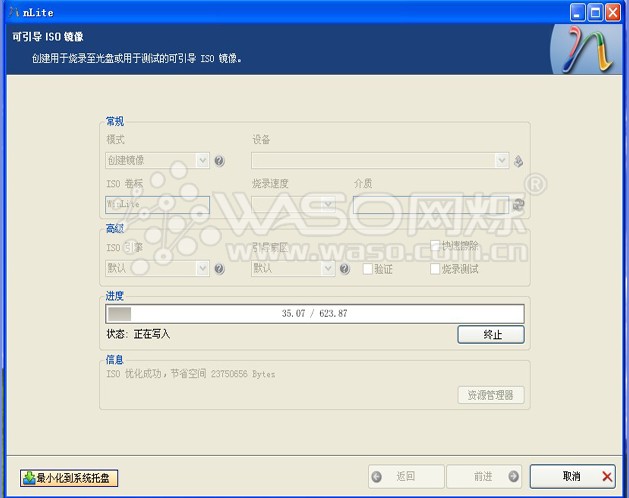 nLite
可引导 ISO 镜像
创建用于烧录至光盘或用于测试的可引导 ISO 镜像。
常规
模式
设备
创建镜像
ISO 卷标
烧录速度
介质
WinLite
WASO网烁®
www.waso.com.cn
高级
ISO 引擎
引导扇区
快速擦除
默认
默认
验证
烧录测试
进度
35.07 / 623.87
状态: 正在写入
终止
信息
ISO 优化成功，节省空间 23750656 Bytes
资源管理器
最小化到系统托盘
返回
前进
取消